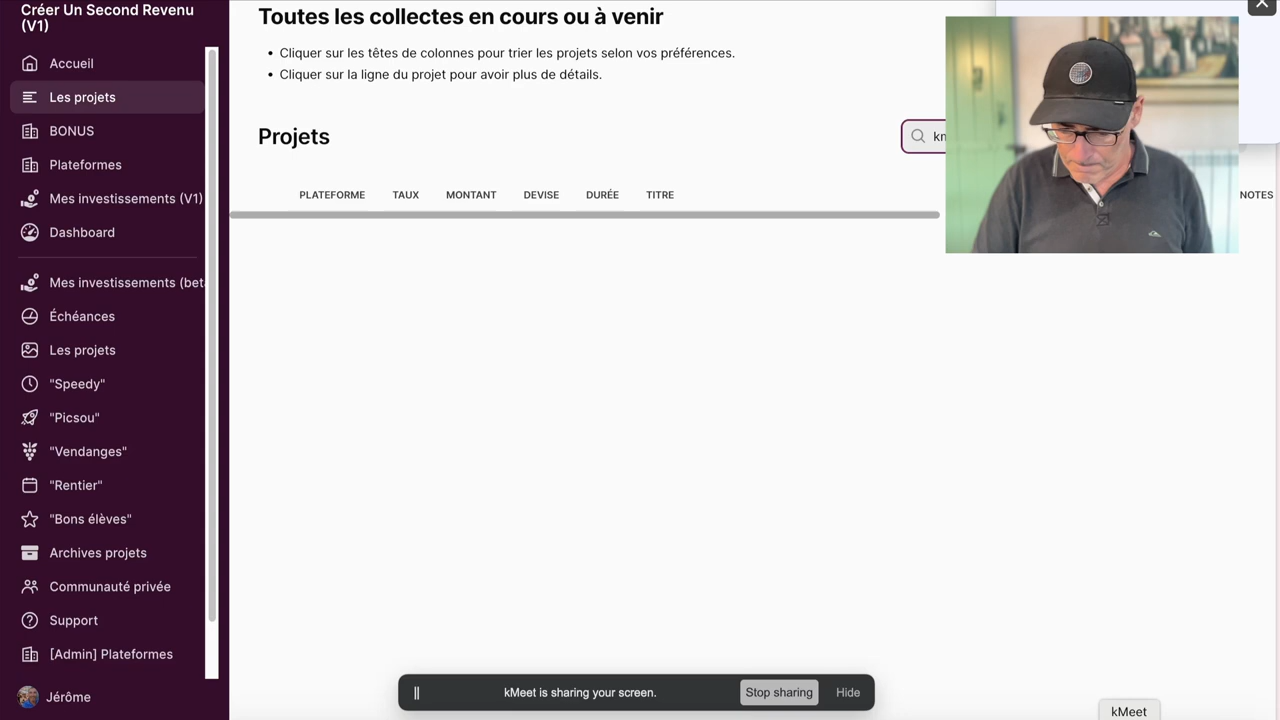 Créer Un Second Revenu
(V1)
Accueil
Les projets
BONUS
Plateformes
Mes investissements (V1)
Dashboard
Mes investissements (bet
Échéances
Les projets
"Speedy"
"Picsou"
"Vendanges"
"Rentier"
"Bons élèves"
Archives projets
Communauté privée
Support
[Admin] Plateformes
Jérôme
Toutes les collectes en cours ou à venir
Cliquer sur les têtes de colonnes pour trier les projets selon vos préférences.
Cliquer sur la ligne du projet pour avoir plus de détails.
Projets
PLATEFORME TAUX MONTANT DEVISE DURÉE TITRE NOTES
kMeet is sharing your screen. Stop sharing Hide
kMeet